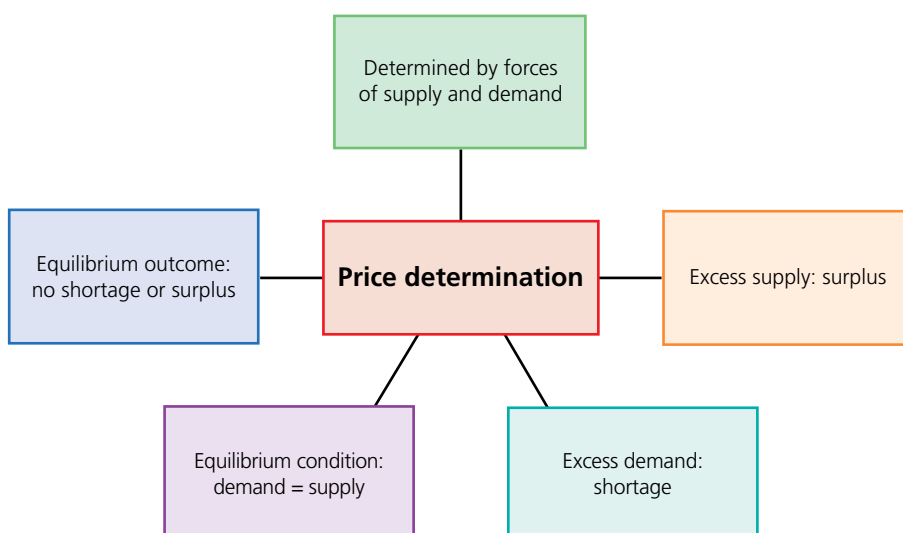 Determined by forces
of supply and demand
Equilibrium outcome:
no shortage or surplus
Price determination
Excess supply: surplus
Equilibrium condition:
demand = supply
Excess demand:
shortage